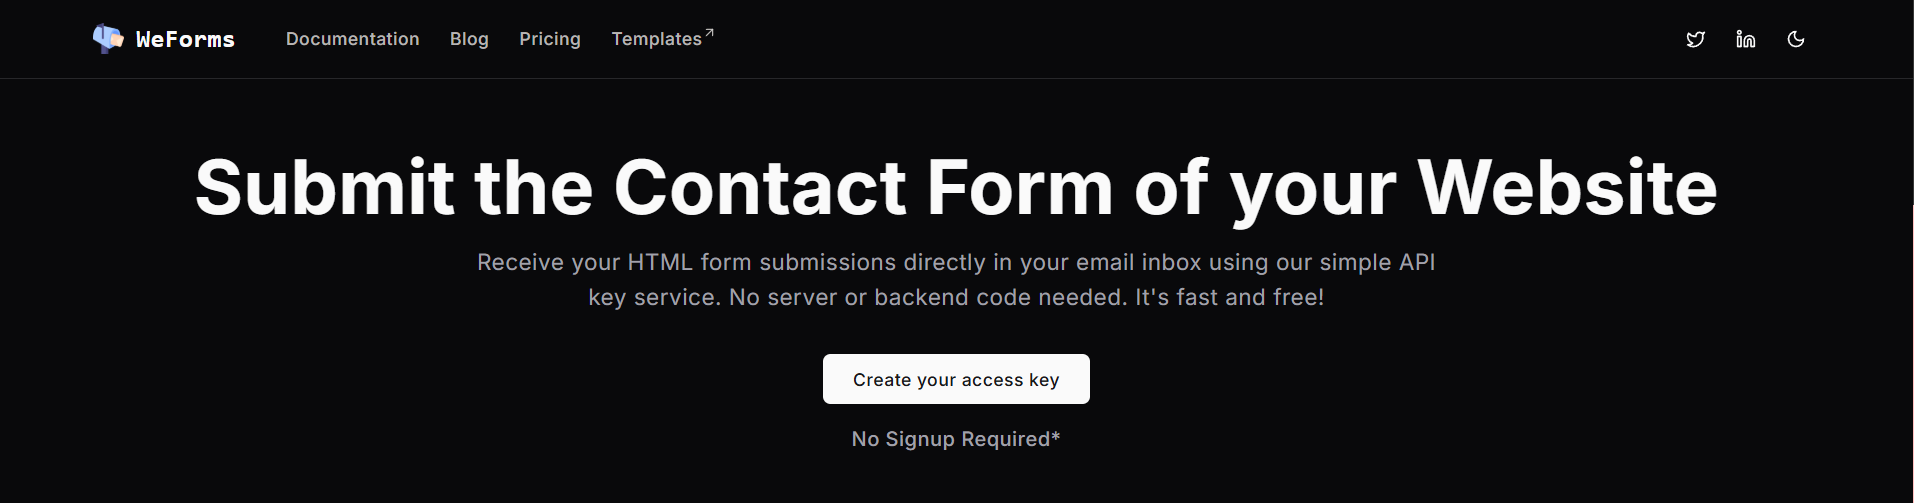 WeForms Documentation Blog Pricing Templates
Submit the Contact Form of your Website
Receive your HTML form submissions directly in your email inbox using our simple API
key service. No server or backend code needed. It's fast and free!
Create your access key
No Signup Required*